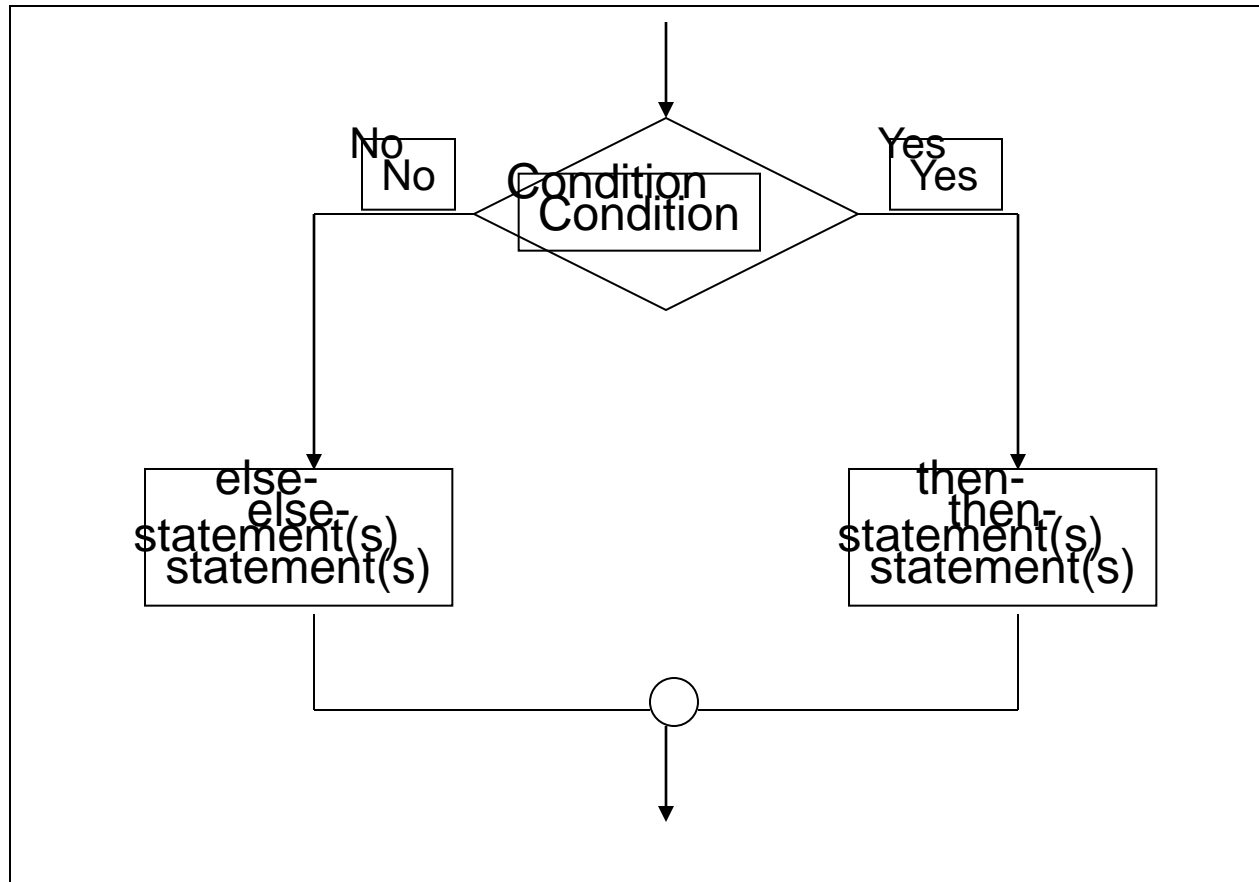 No
No
Yes
Yes
Condition
Condition
else-
else-
statement(s)
statement(s)
then-
then-
statement(s)
statement(s)